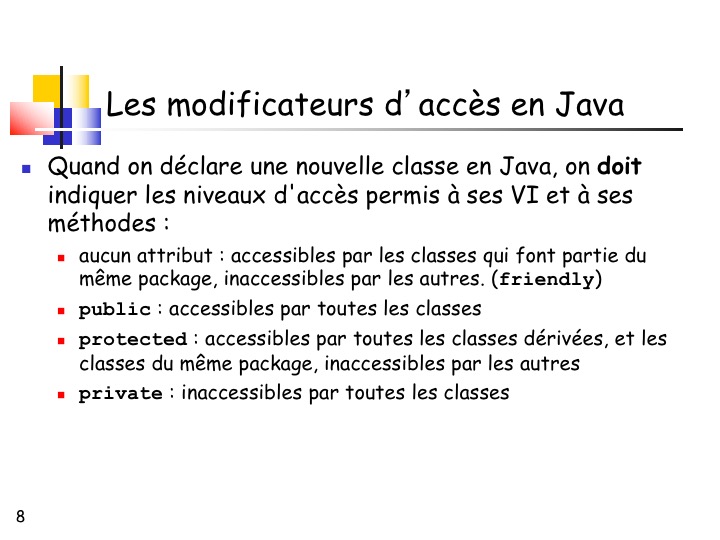 Les modificateurs d’accès en Java
Quand on déclare une nouvelle classe en Java, on doit
indiquer les niveaux d'accès permis à ses VI et à ses
méthodes :
aucun attribut : accessibles par les classes qui font partie du
même package, inaccessibles par les autres. (friendly)
public : accessibles par toutes les classes
protected : accessibles par toutes les classes dérivées, et les
classes du même package, inaccessibles par les autres
private : inaccessibles par toutes les classes
8